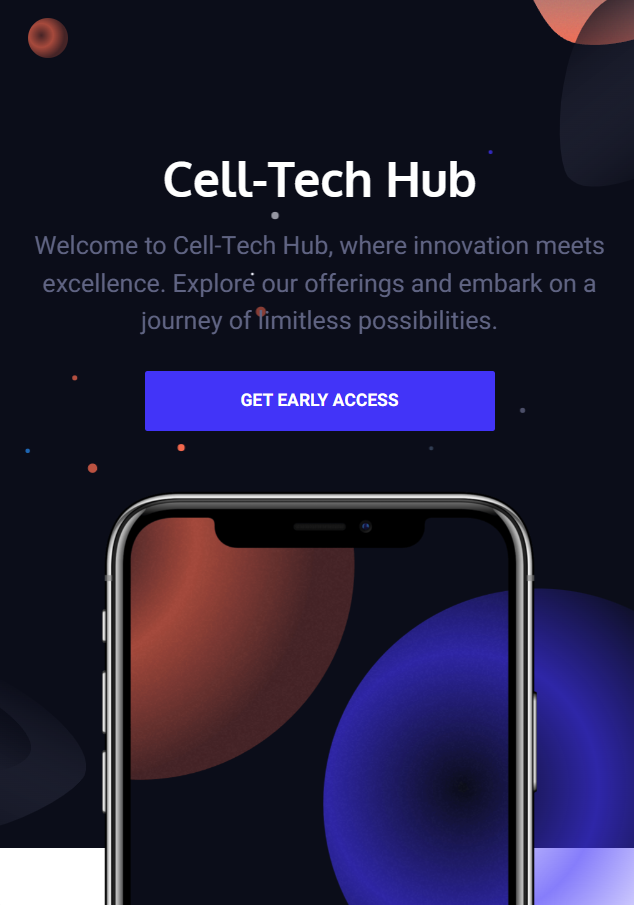 Cell-Tech Hub
Welcome to Cell-Tech Hub, where innovation meets
excellence. Explore our offerings and embark on a
journey of limitless possibilities.
GET EARLY ACCESS